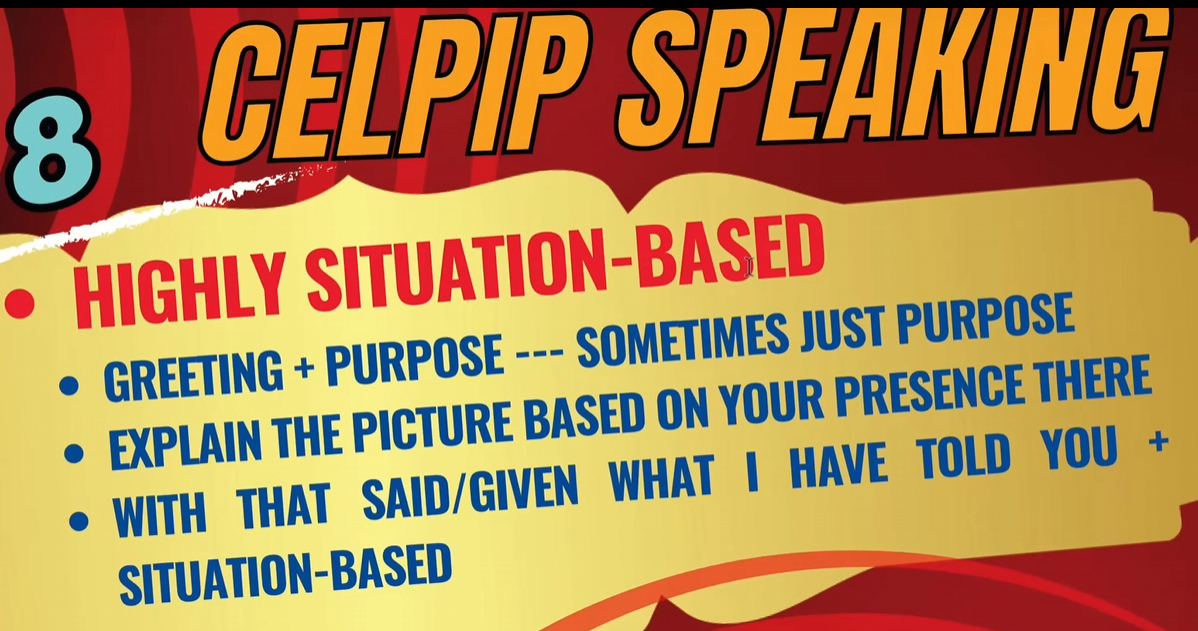 8
CELPIP SPEAKING
• HIGHLY SITUATION-BASED
• GREETING + PURPOSE --- SOMETIMES JUST PURPOSE
• EXPLAIN THE PICTURE BASED ON YOUR PRESENCE THERE
• WITH THAT SAID/GIVEN WHAT I HAVE TOLD YOU +
SITUATION-BASED